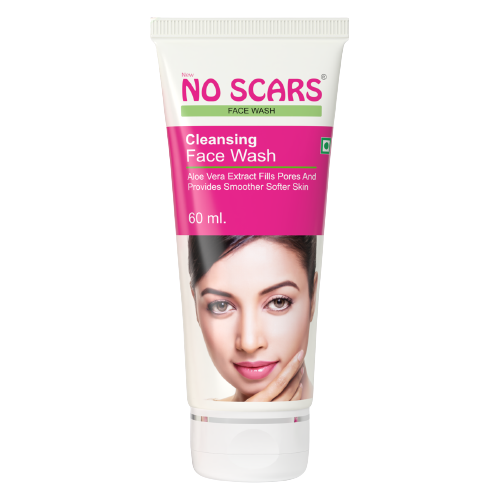 New
NO SCARS®
FACE WASH
Cleansing
Face Wash
Aloe Vera Extract Fills Pores And
Provides Smoother Softer Skin
60 ml.